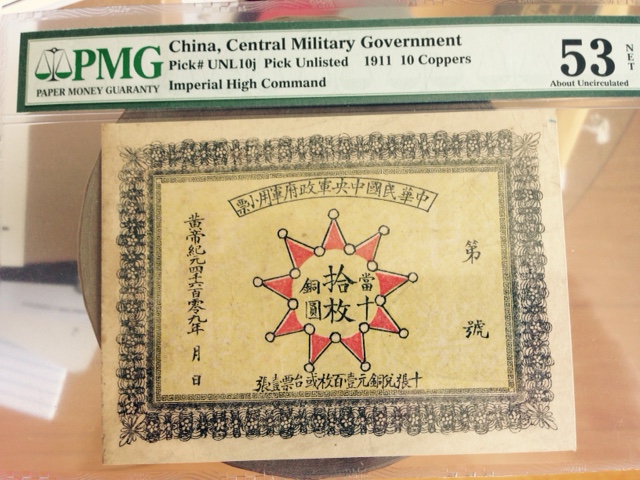 PMG
PAPER MONEY GUARANTY
China, Central Military Government
Pick# UNL10j Pick Unlisted 1911 10 Coppers
Imperial High Command
53
NET
About Uncirculated
中華民國中央軍政府軍用小票
第 號
當十
拾枚
銅圓
黃帝紀元四千六百零九年 月 日
十張兌銅元壹百枚或台票壹張